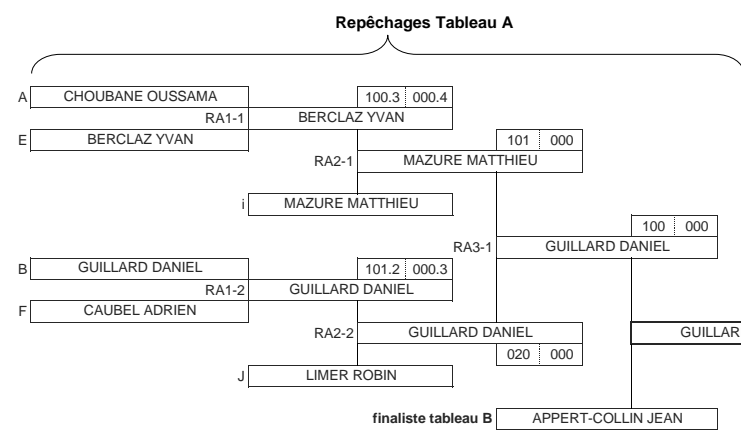 Repêchages Tableau A
A CHOUBANE OUSSAMA 100.3 000.4
RA1-1 BERCLAZ YVAN
E BERCLAZ YVAN 101 000
RA2-1 MAZURE MATTHIEU
i MAZURE MATTHIEU
100 000
RA3-1 GUILLARD DANIEL
B GUILLARD DANIEL 101.2 000.3
RA1-2 GUILLARD DANIEL
F CAUBEL ADRIEN
RA2-2 GUILLARD DANIEL GUILLAR
020 000
J LIMER ROBIN
finaliste tableau B APPERT-COLLIN JEAN